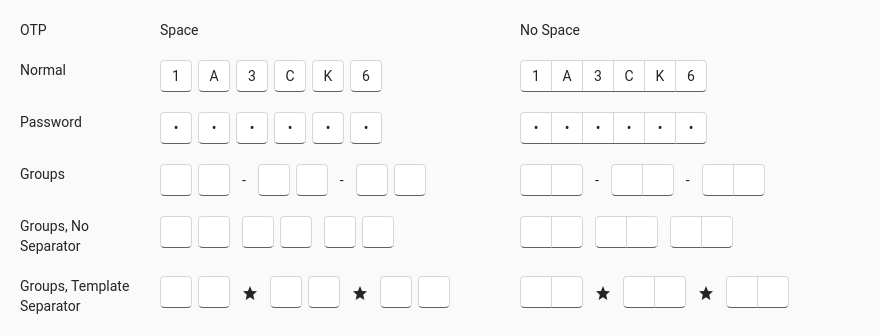 OTP Space No Space
Normal 1 A 3 C K 6 1 A 3 C K 6
Password • • • • • • • • • • • •
Groups - - - -
Groups, No
Separator
Groups, Template
Separator ★ ★ ★ ★